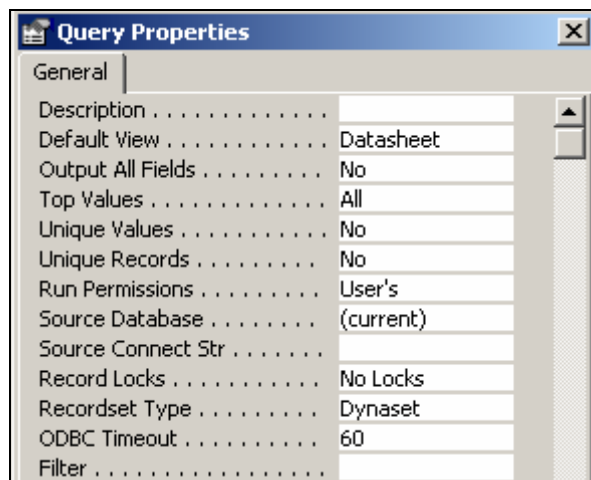 Query Properties
General
Description . . . . . . . . . . . . .
Default View . . . . . . . . . . . . Datasheet
Output All Fields . . . . . . . . . No
Top Values . . . . . . . . . . . . . All
Unique Values . . . . . . . . . . . No
Unique Records . . . . . . . . . No
Run Permissions . . . . . . . . . User's
Source Database . . . . . . . . (current)
Source Connect Str . . . . . . .
Record Locks . . . . . . . . . . . No Locks
Recordset Type . . . . . . . . . Dynaset
ODBC Timeout . . . . . . . . . . 60
Filter . . . . . . . . . . . . . . . . .